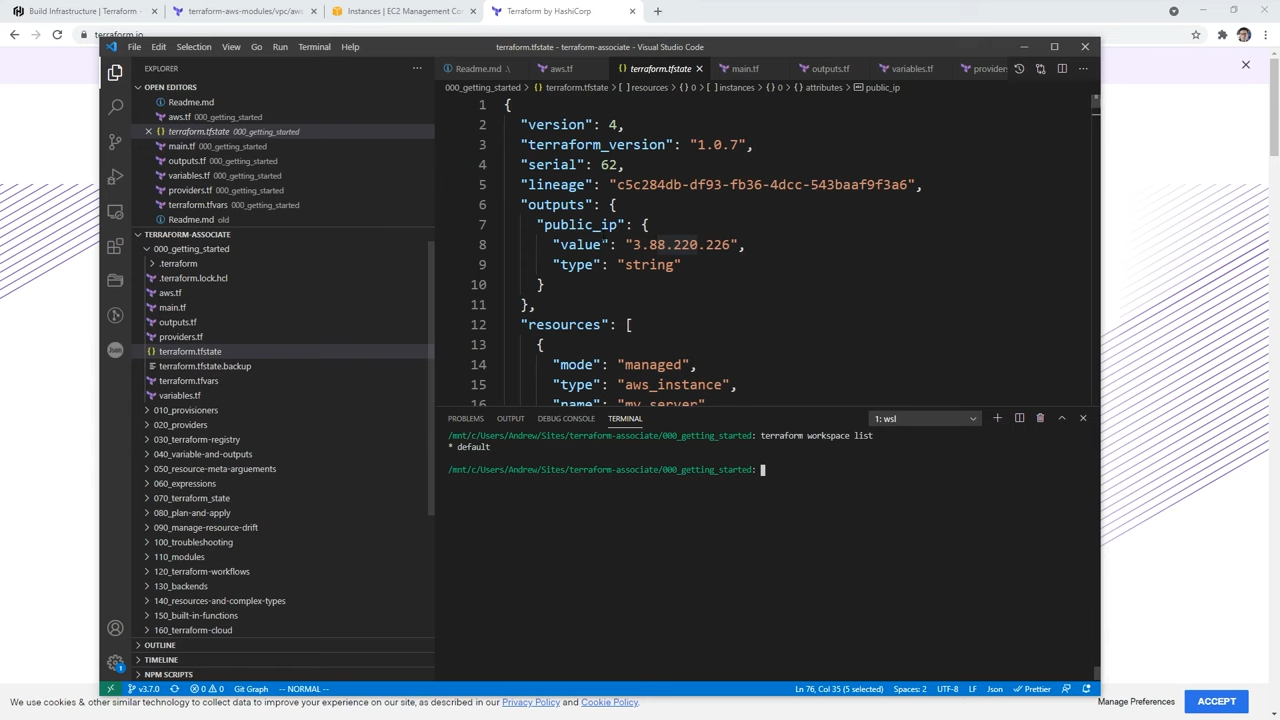 Build Infrastructure | Terraform
terraform-aws-modules/vpc/aws
Instances | EC2 Management Con
Terraform by HashiCorp
terraform.io
File Edit Selection View Go Run Terminal Help
terraform.tfstate - terraform-associate - Visual Studio Code
EXPLORER
OPEN EDITORS
Readme.md
aws.tf 000_getting_started
terraform.tfstate 000_getting_started
main.tf 000_getting_started
outputs.tf 000_getting_started
variables.tf 000_getting_started
providers.tf 000_getting_started
terraform.tfvars 000_getting_started
Readme.md old
TERRAFORM-ASSOCIATE
000_getting_started
.terraform
.terraform.lock.hcl
aws.tf
main.tf
outputs.tf
providers.tf
terraform.tfstate
terraform.tfstate.backup
terraform.tfvars
variables.tf
010_provisioners
020_providers
030_terraform-registry
040_variable-and-outputs
050_resource-meta-arguements
060_expressions
070_terraform_state
080_plan-and-apply
090_manage-resource-drift
100_troubleshooting
110_modules
120_terraform-workflows
130_backends
140_resources-and-complex-types
150_built-in-functions
160_terraform-cloud
OUTLINE
TIMELINE
NPM SCRIPTS
Readme.md .\ aws.tf terraform.tfstate main.tf outputs.tf variables.tf provider
000_getting_started > {} terraform.tfstate > [ ] resources > {} 0 > [ ] instances > {} 0 > {} attributes > public_ip
1 {
2 "version": 4,
3 "terraform_version": "1.0.7",
4 "serial": 62,
5 "lineage": "c5c284db-df93-fb36-4dcc-543baaf9f3a6",
6 "outputs": {
7 "public_ip": {
8 "value": "3.88.220.226",
9 "type": "string"
10 }
11 },
12 "resources": [
13 {
14 "mode": "managed",
15 "type": "aws_instance",
16 "name": "my_server"
PROBLEMS OUTPUT DEBUG CONSOLE TERMINAL
1: wsl
/mnt/c/Users/Andrew/Sites/terraform-associate/000_getting_started: terraform workspace list
* default
/mnt/c/Users/Andrew/Sites/terraform-associate/000_getting_started:
v3.7.0 0 0 Git Graph -- NORMAL --
Ln 76, Col 35 (5 selected) Spaces: 2 UTF-8 LF Json Prettier
We use cookies & other similar technology to collect data to improve your experience on our site, as described in our Privacy Policy and Cookie Policy.
Manage Preferences
ACCEPT